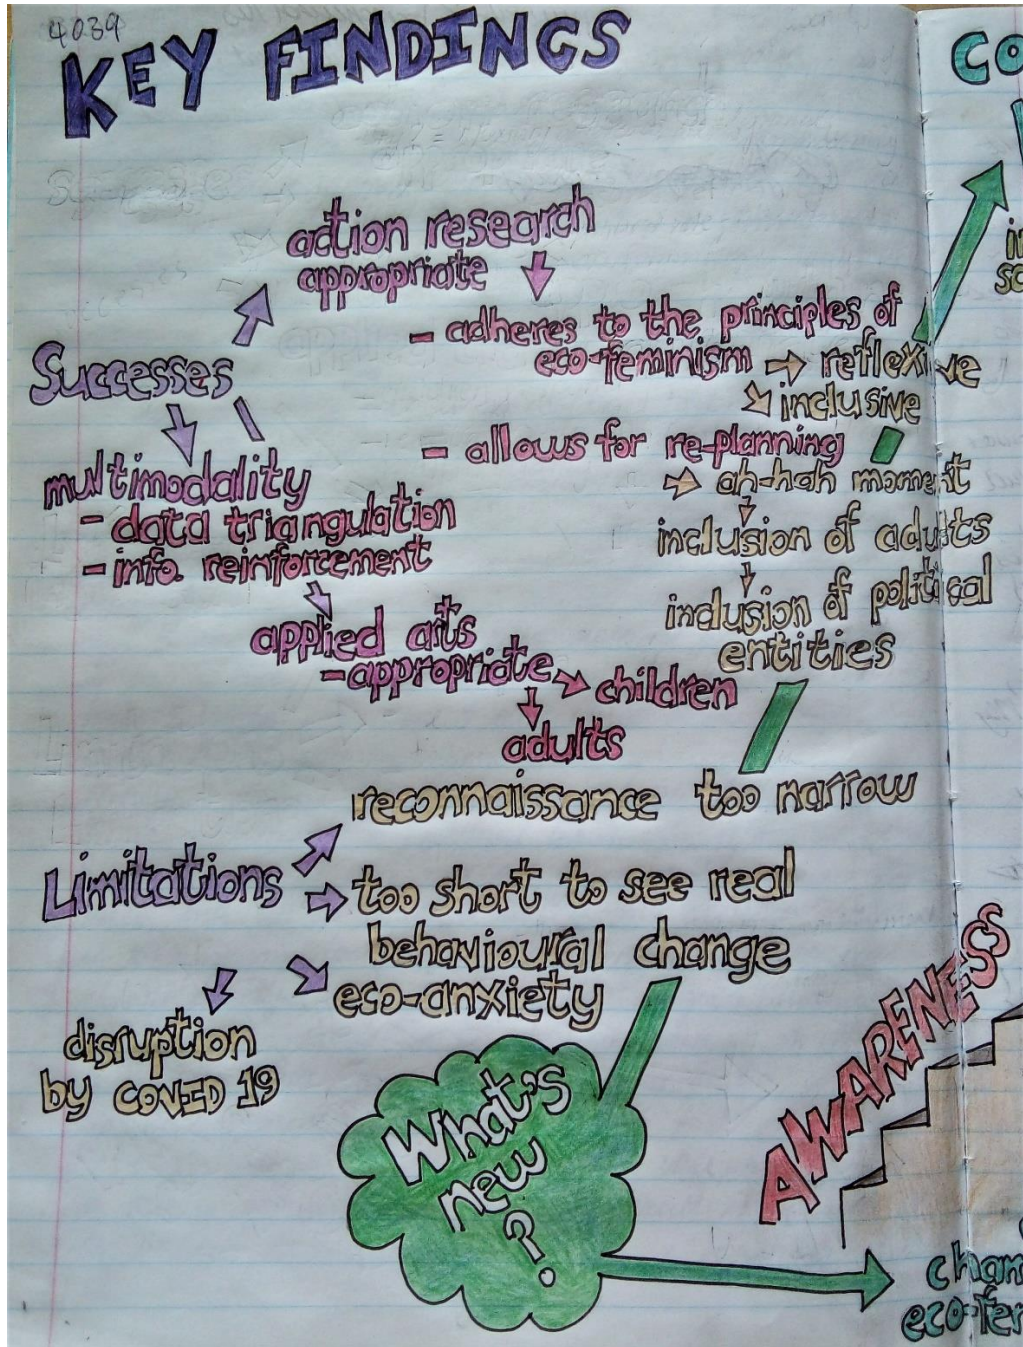 4039
KEY FINDINGS
action research
appropriate
- adheres to the principles of
eco-feminism → reflexive
inclusive
- allows for re-planning
→ ah-hah moment
inclusion of adults
inclusion of political
entities
Successes
multimodality
- data triangulation
- info. reinforcement
applied arts
- appropriate → children
adults
Limitations
reconnaissance too narrow
too short to see real
behavioural change
eco-anxiety
disruption
by COVID 19
What's
new
?
CO
AWARENESS